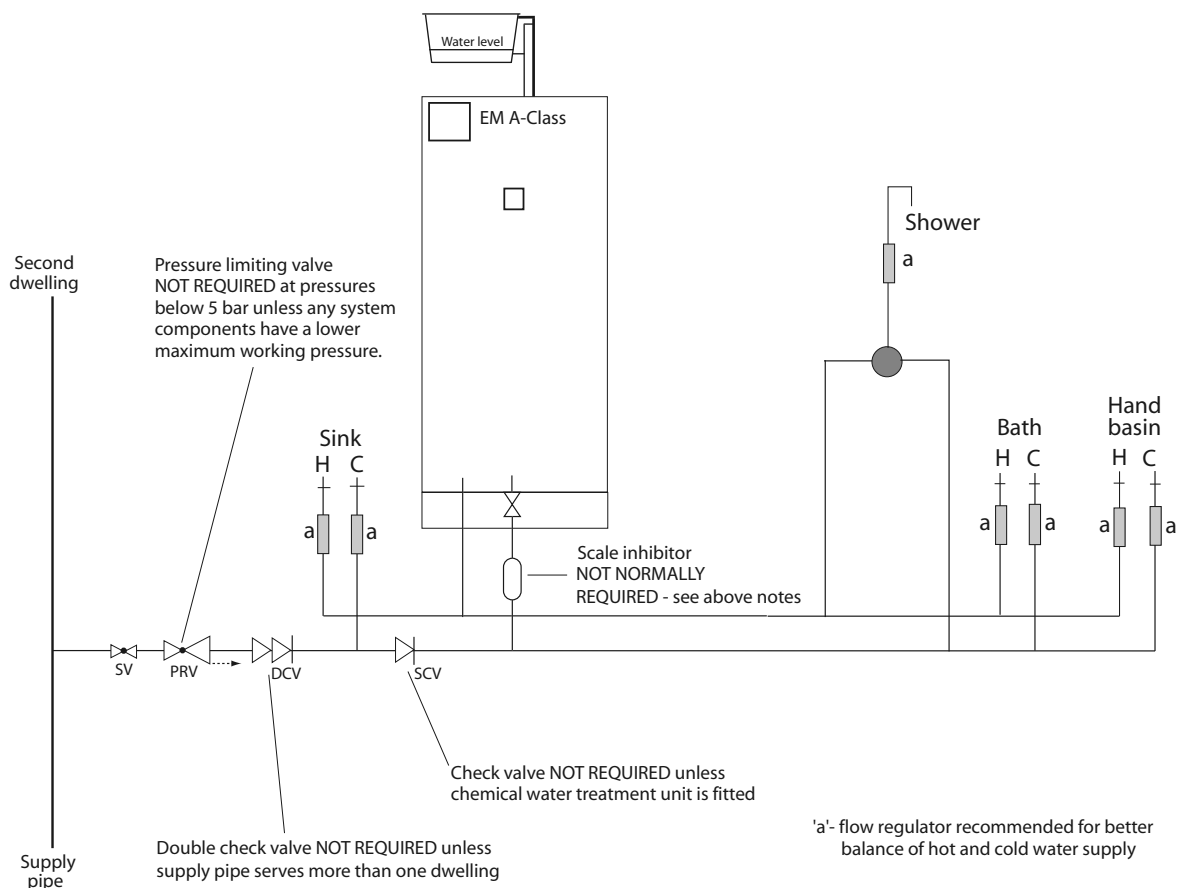 Water level
EM A-Class
Shower
a
Second
dwelling
Pressure limiting valve
NOT REQUIRED at pressures
below 5 bar unless any system
components have a lower
maximum working pressure.
Sink
H C
a a
Bath
H C
a a
Hand
basin
H C
a a
Scale inhibitor
NOT NORMALLY
REQUIRED - see above notes
SV
PRV
DCV
SCV
Check valve NOT REQUIRED unless
chemical water treatment unit is fitted
Double check valve NOT REQUIRED unless
supply pipe serves more than one dwelling
'a'- flow regulator recommended for better
balance of hot and cold water supply
Supply
pipe